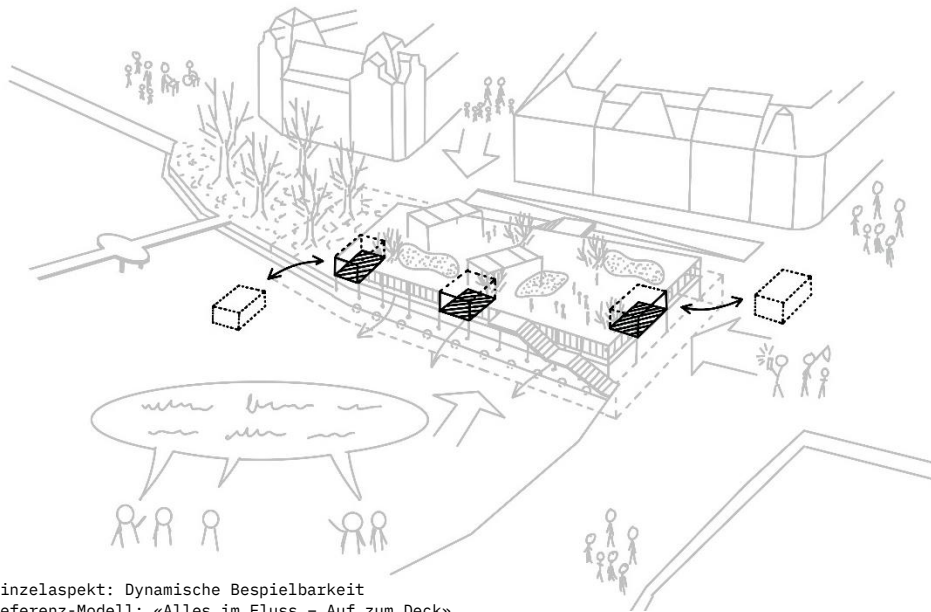 inzelaspekt: Dynamische Bespielbarkeit
eferenz-Modell: «Alles im Fluss – Auf zum Deck»